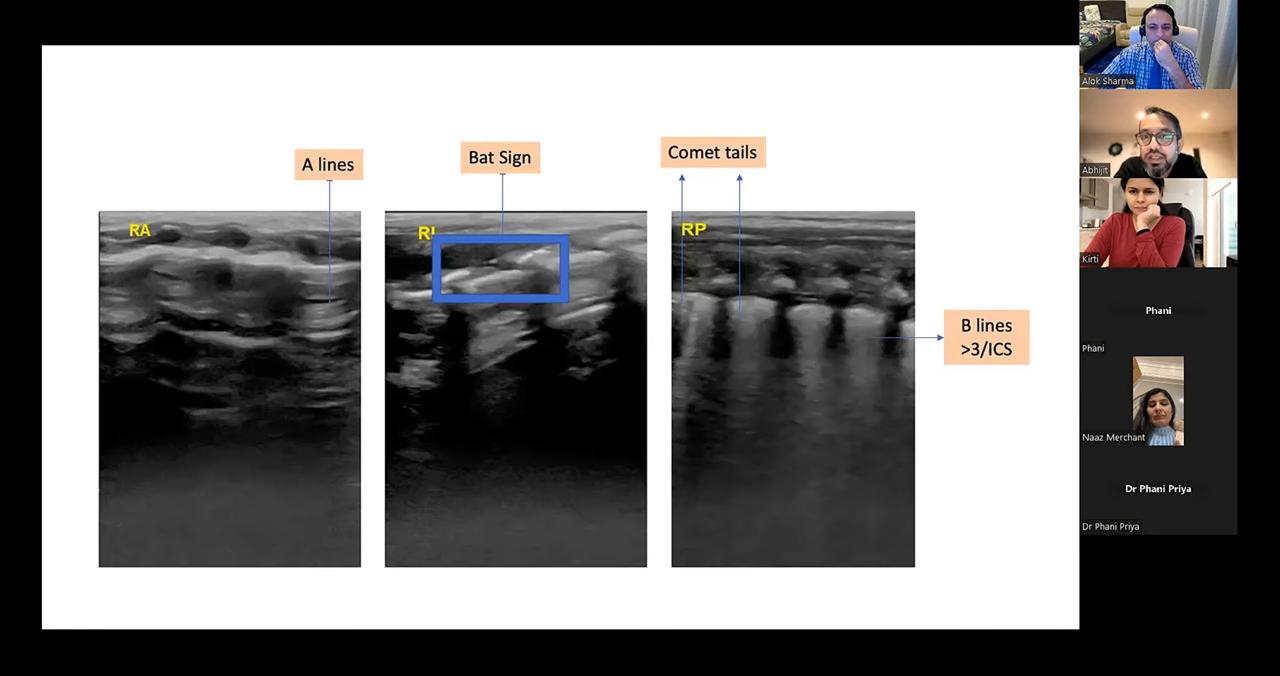 A lines
Bat Sign
Comet tails
RA
RP
B lines
>3/ICS
Alok Sharma
Abhijit
Kirti
Phani
Phani
Naaz Merchant
Dr Phani Priya
Dr Phani Priya